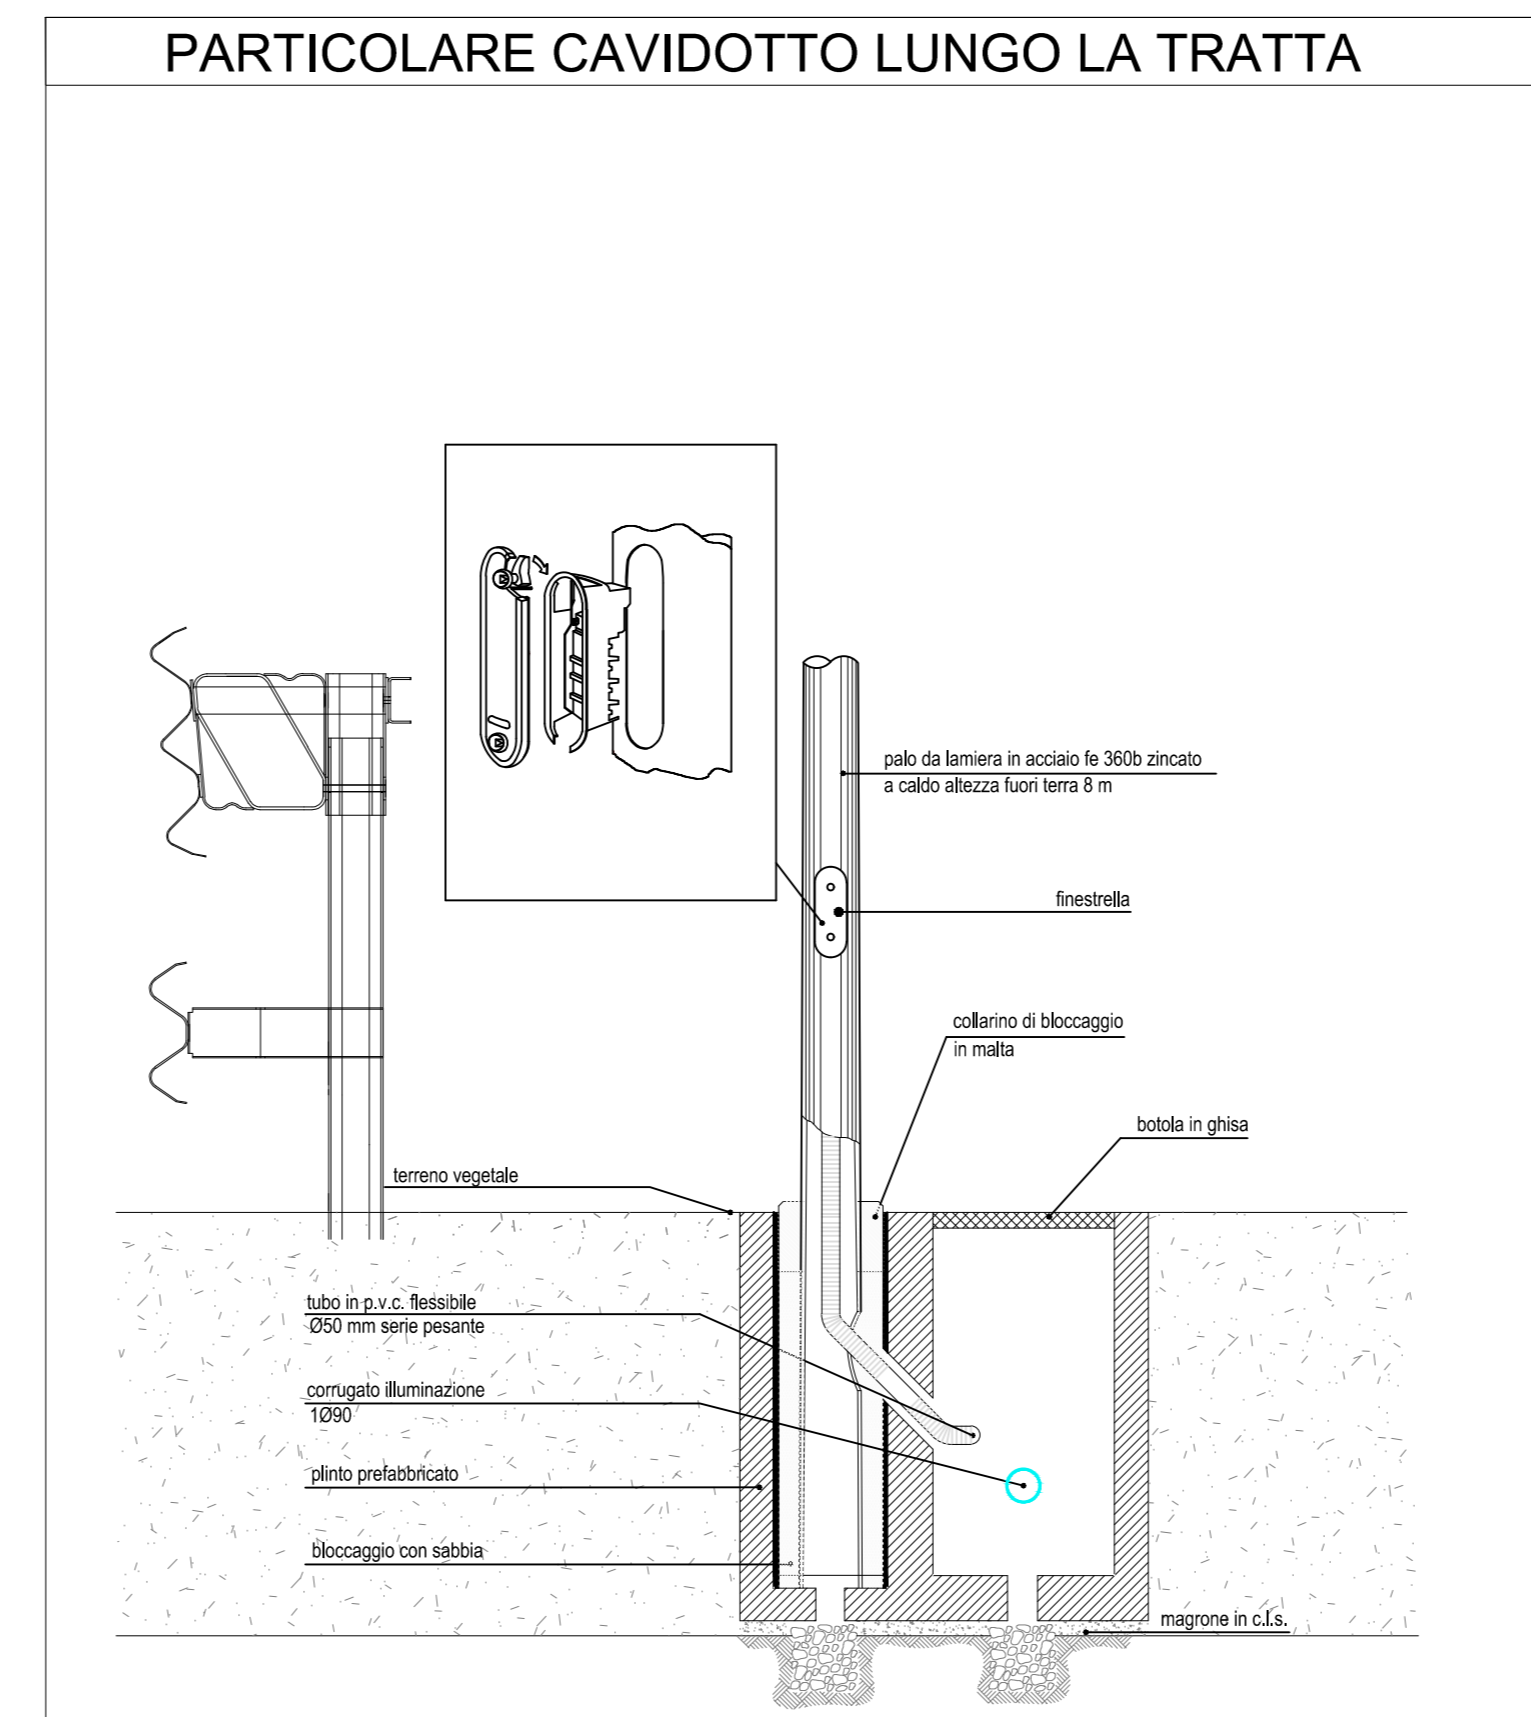 PARTICOLARE CAVIDOTTO LUNGO LA TRATTA
palo da lamiera in acciaio fe 360b zincato
a caldo altezza fuori terra 8 m
finestrella
collarino di bloccaggio
in malta
botola in ghisa
terreno vegetale
tubo in p.v.c. flessibile
Ø50 mm serie pesante
corrugato illuminazione
1Ø90
plinto prefabbricato
bloccaggio con sabbia
magrone in c.l.s.